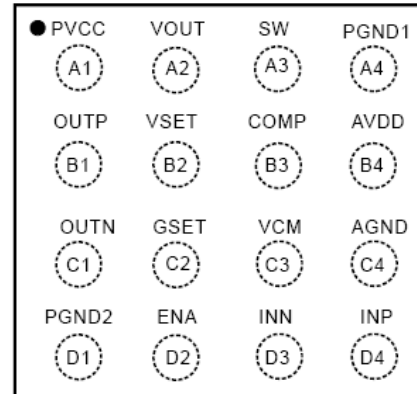 PVCC VOUT SW PGND1
A1 A2 A3 A4
OUTP VSET COMP AVDD
B1 B2 B3 B4
OUTN GSET VCM AGND
C1 C2 C3 C4
PGND2 ENA INN INP
D1 D2 D3 D4